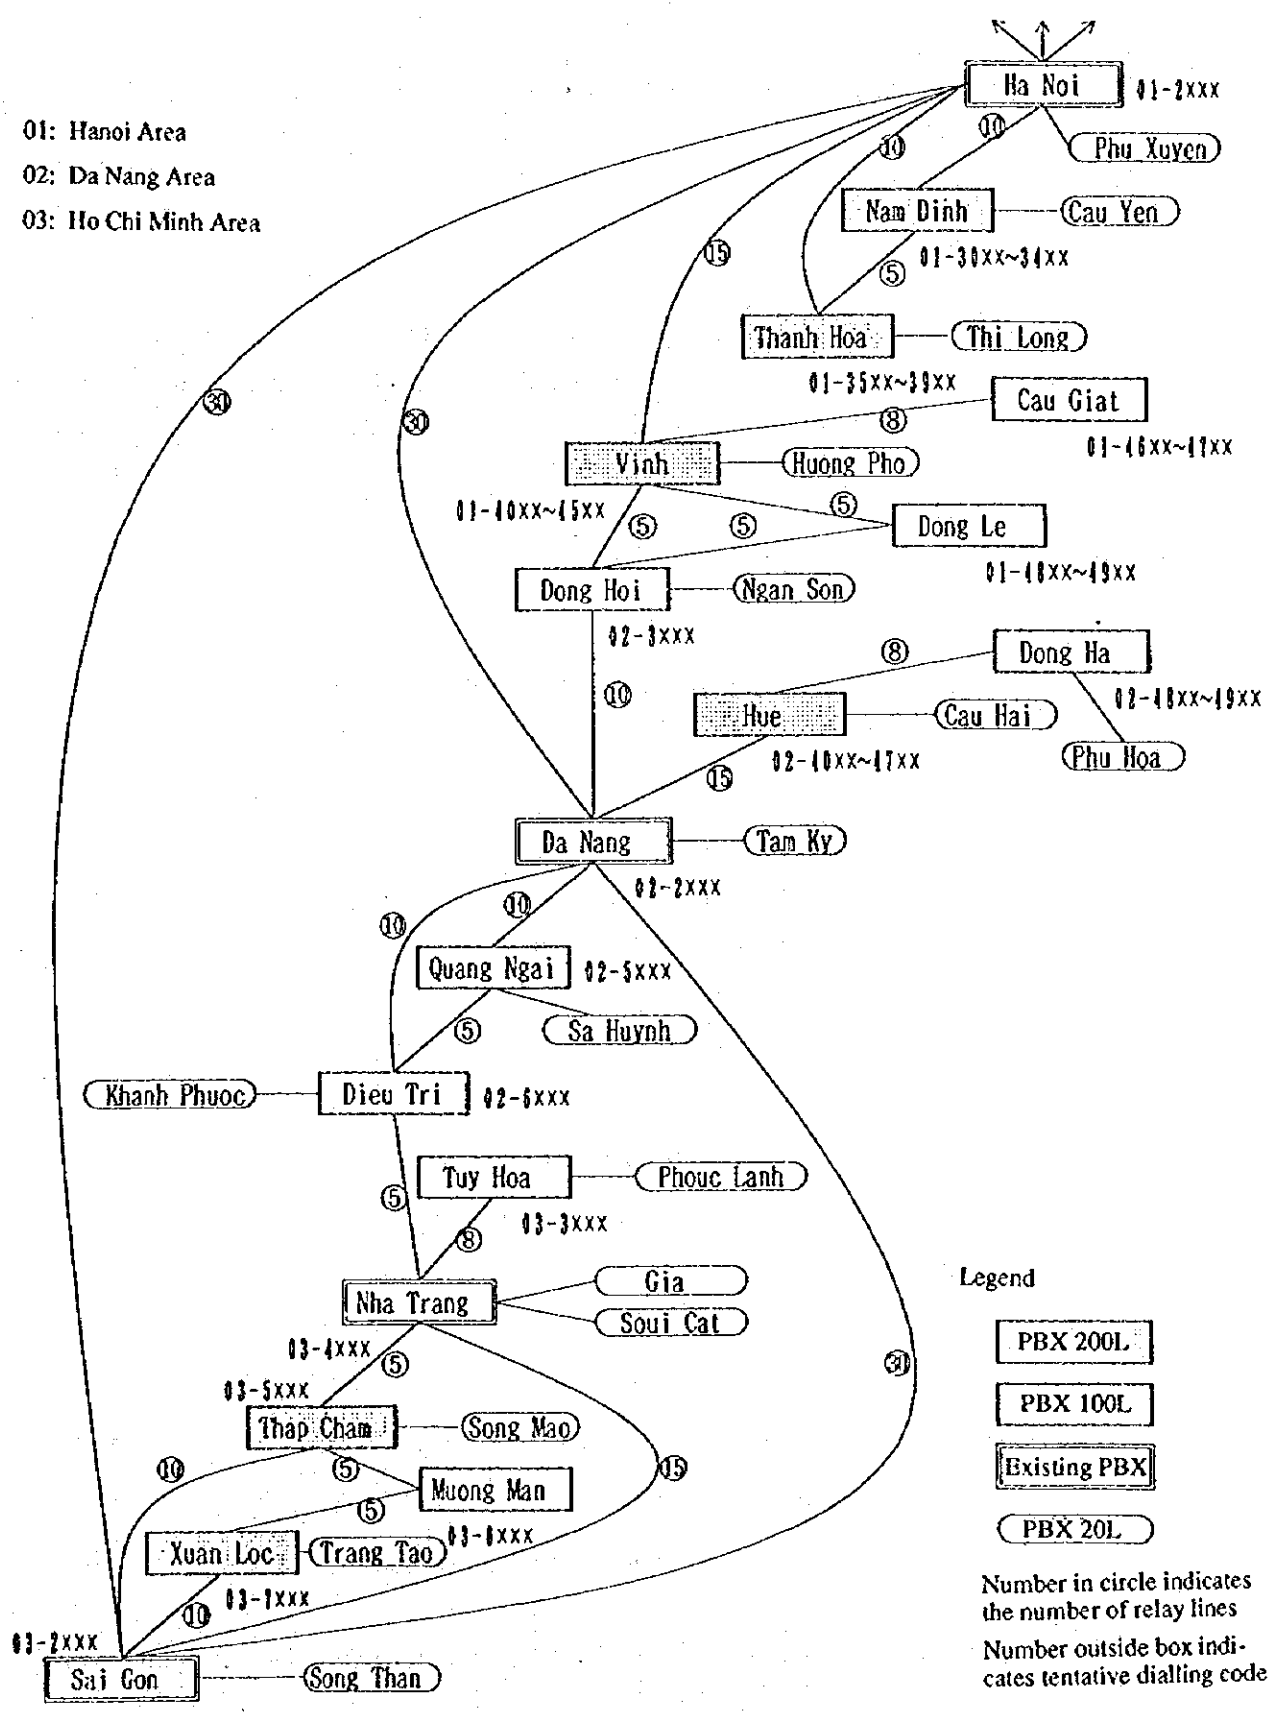 Ha Noi
01-2xxx
01: Hanoi Area
10
10
Phu Xuyen
02: Da Nang Area
Nam Dinh
Cau Yen
03: Ho Chi Minh Area
15
01-30xx~34xx
5
Thanh Hoa
Thi Long
01-35xx~39xx
30
30
8
Cau Giat
01-46xx~47xx
Vinh
Huong Pho
01-40xx~45xx
5
5
5
Dong Le
01-48xx~49xx
Dong Hoi
Ngan Son
02-3xxx
8
Dong Ha
02-48xx~49xx
10
Hue
Cau Hai
02-40xx~47xx
Phu Hoa
15
Da Nang
Tam Ky
02-2xxx
10
10
Quang Ngai
02-5xxx
5
Sa Huynh
Khanh Phuoc
Dieu Tri
02-6xxx
Tuy Hoa
Phouc Lanh
5
03-3xxx
8
Gia
Nha Trang
Soui Cat
03-4xxx
5
30
03-5xxx
Thap Cham
Song Mao
10
5
15
Muong Man
5
03-6xxx
Xuan Loc
Trang Tao
03-7xxx
10
03-2xxx
Sai Gon
Song Than
Legend
PBX 200L
PBX 100L
Existing PBX
PBX 20L
Number in circle indicates
the number of relay lines
Number outside box indi-
cates tentative dialling code